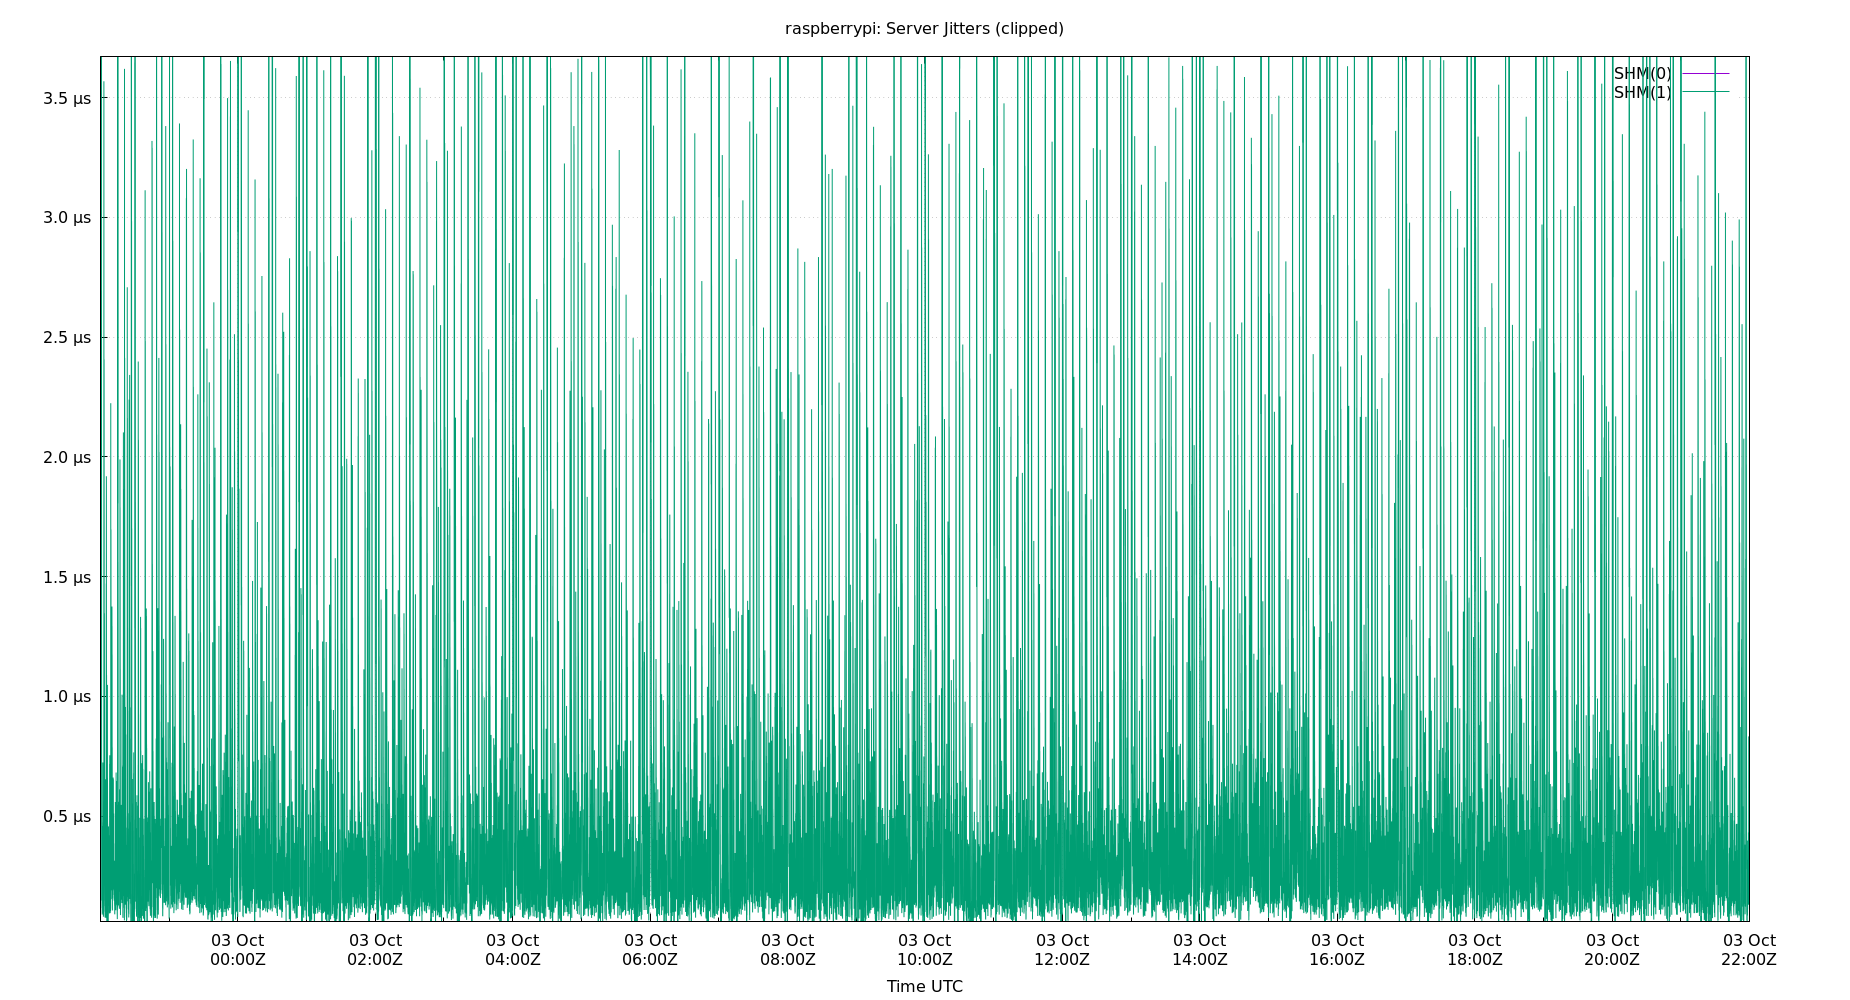 raspberrypi: Server Jitters (clipped)
SHM(0)
SHM(1)
3.5 µs
3.0 µs
2.5 µs
2.0 µs
1.5 µs
1.0 µs
0.5 µs
03 Oct 03 Oct 03 Oct 03 Oct 03 Oct 03 Oct 03 Oct 03 Oct 03 Oct 03 Oct 03 Oct 03 Oct
00:00Z 02:00Z 04:00Z 06:00Z 08:00Z 10:00Z 12:00Z 14:00Z 16:00Z 18:00Z 20:00Z 22:00Z
Time UTC